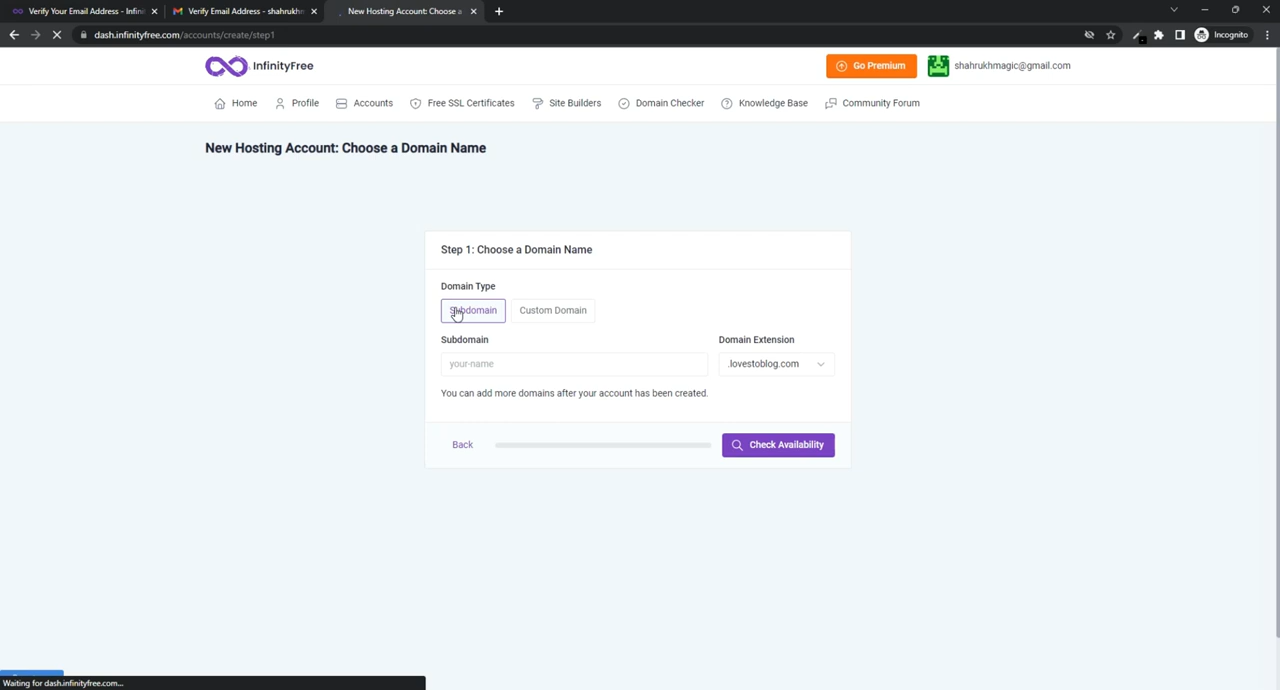 Verify Your Email Address - Infini
Verify Email Address - shahrukhm
New Hosting Account: Choose a
dash.infinityfree.com/accounts/create/step1
Incognito
InfinityFree
Go Premium
shahrukhmagic@gmail.com
Home
Profile
Accounts
Free SSL Certificates
Site Builders
Domain Checker
Knowledge Base
Community Forum
New Hosting Account: Choose a Domain Name
Step 1: Choose a Domain Name
Domain Type
Subdomain
Custom Domain
Subdomain
Domain Extension
your-name
.lovestoblog.com
You can add more domains after your account has been created.
Back
Check Availability
Waiting for dash.infinityfree.com...